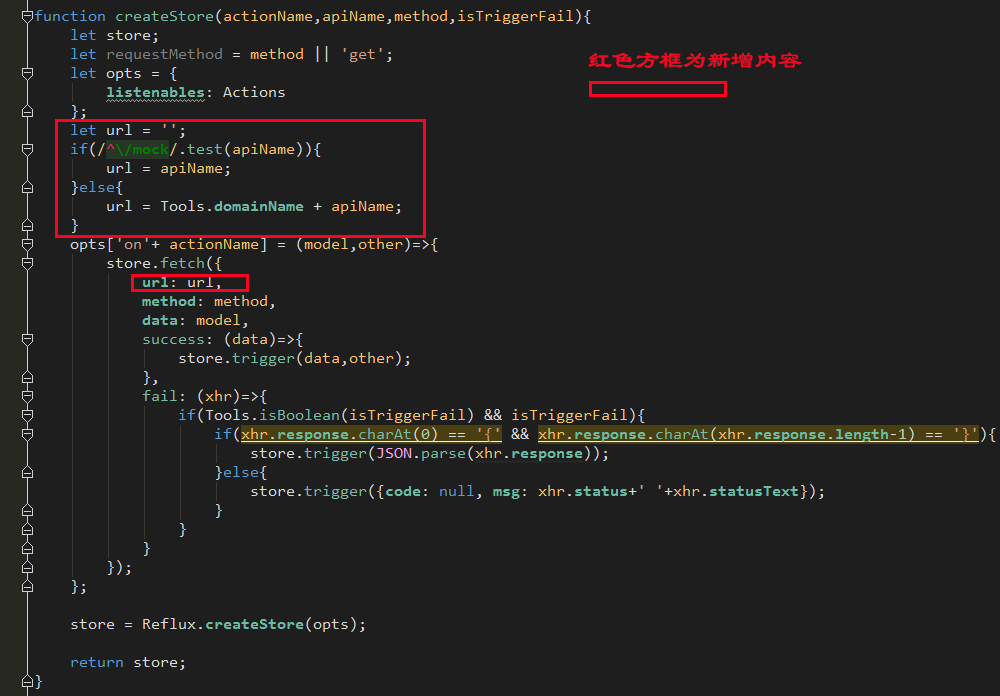 function createStore(actionName,apiName,method,isTriggerFail){
    let store;
    let requestMethod = method || 'get';
    let opts = {
        listenables: Actions
    };
    let url = '';
    if(/^\/mock/.test(apiName)){
        url = apiName;
    }else{
        url = Tools.domainName + apiName;
    }
    opts['on'+ actionName] = (model,other)=>{
        store.fetch({
            url: url,
            method: method,
            data: model,
            success: (data)=>{
                store.trigger(data,other);
            },
            fail: (xhr)=>{
                if(Tools.isBoolean(isTriggerFail) && isTriggerFail){
                    if(xhr.response.charAt(0) == '{' && xhr.response.charAt(xhr.response.length-1) == '}'){
                        store.trigger(JSON.parse(xhr.response));
                    }else{
                        store.trigger({code: null, msg: xhr.status+' '+xhr.statusText});
                    }
                }
            }
        });
    };
    store = Reflux.createStore(opts);
    return store;
}
红色方框为新增内容